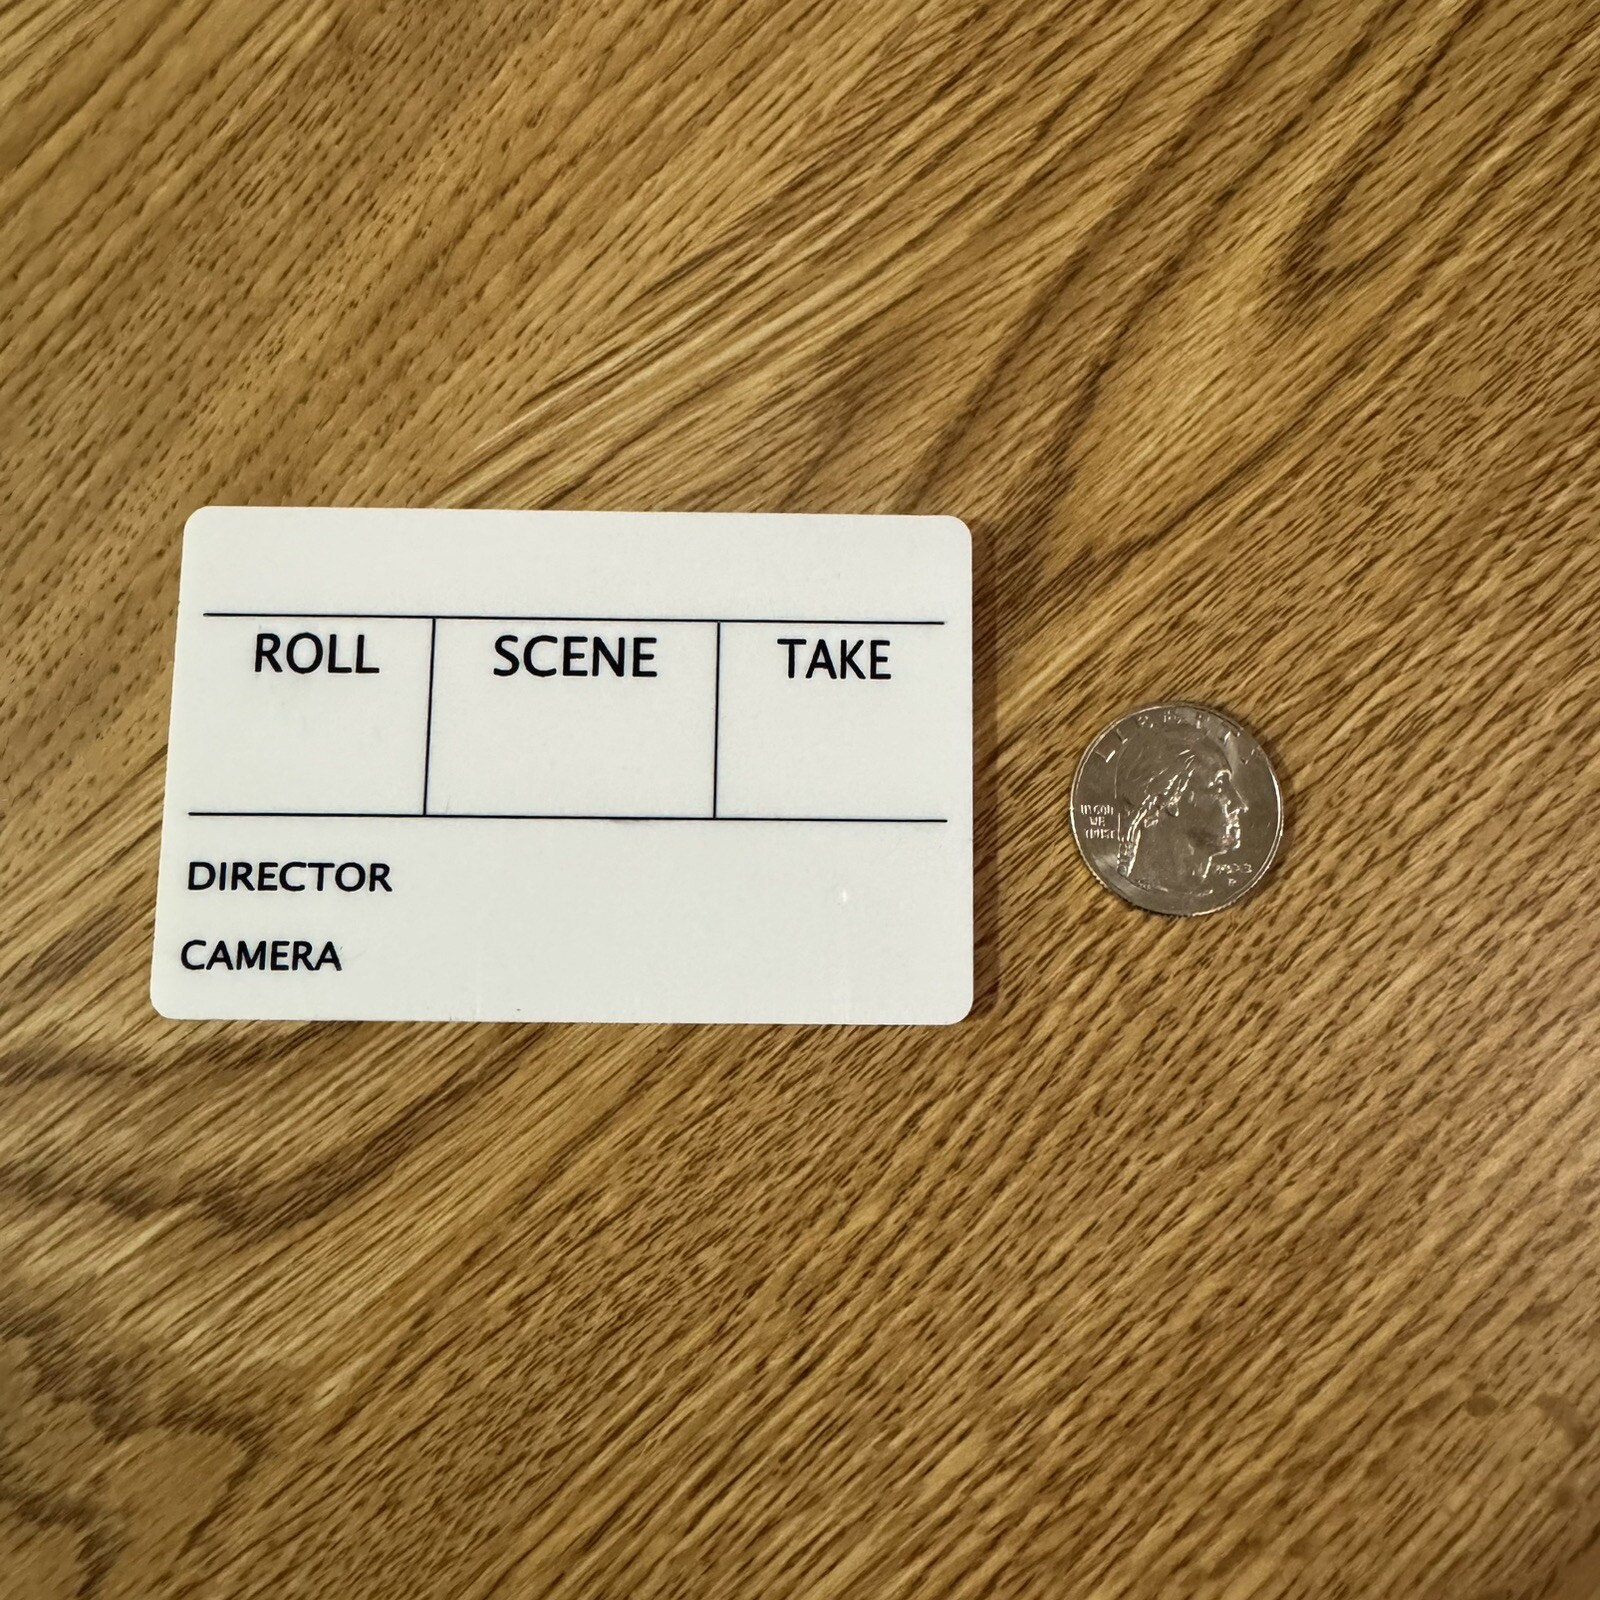 ROLL SCENE TAKE
DIRECTOR
CAMERA
LIBERTY
IN GOD
WE
TRUST
P